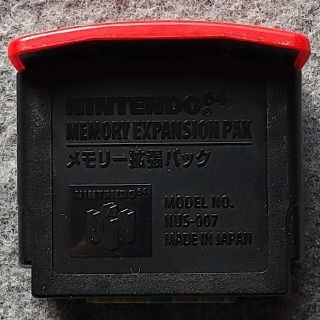 NINTENDO64
MEMORY EXPANSION PAK
メモリー拡張パック
NINTENDO64
MODEL NO.
NUS-007
MADE IN JAPAN